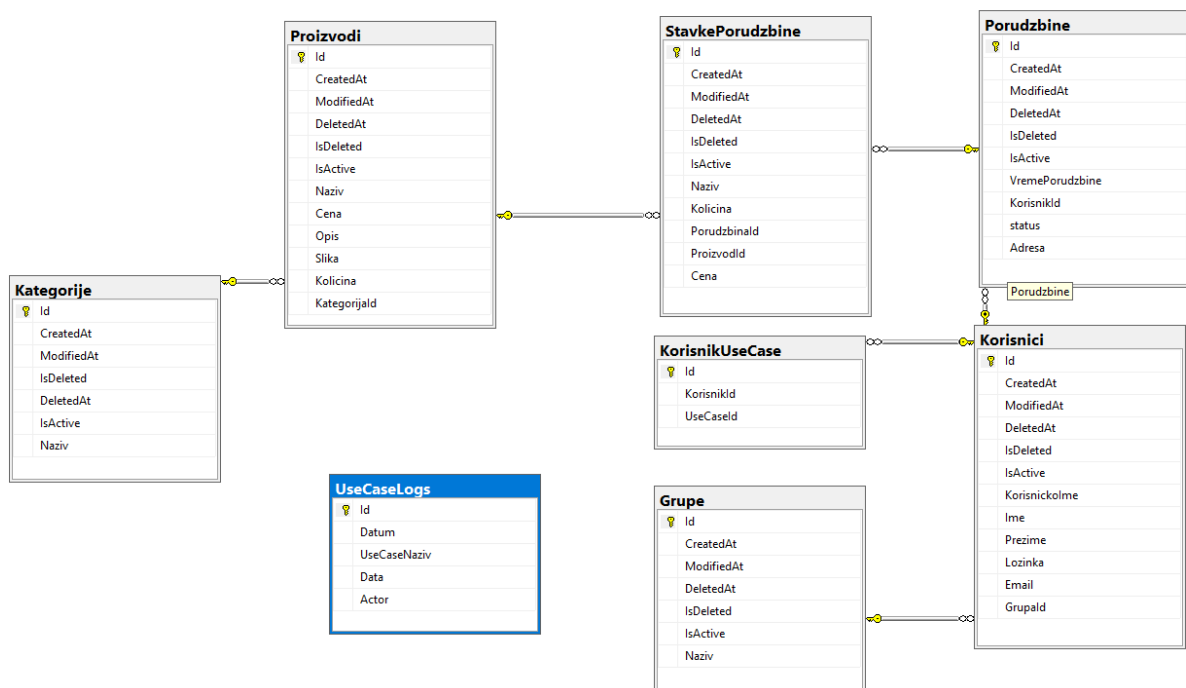 Proizvodi
Id
CreatedAt
ModifiedAt
DeletedAt
IsDeleted
IsActive
Naziv
Cena
Opis
Slika
Kolicina
KategorijaId
StavkePorudzbine
Id
CreatedAt
ModifiedAt
DeletedAt
IsDeleted
IsActive
Naziv
Kolicina
PorudzbinaId
ProizvodId
Cena
Porudzbine
Id
CreatedAt
ModifiedAt
DeletedAt
IsDeleted
IsActive
VremePorudzbine
KorisnikId
status
Adresa
Porudzbine
Kategorije
Id
CreatedAt
ModifiedAt
IsDeleted
DeletedAt
IsActive
Naziv
KorisnikUseCase
Id
KorisnikId
UseCaseId
Korisnici
Id
CreatedAt
ModifiedAt
DeletedAt
IsDeleted
IsActive
KorisnickoIme
Ime
Prezime
Lozinka
Email
GrupaId
UseCaseLogs
Id
Datum
UseCaseNaziv
Data
Actor
Grupe
Id
CreatedAt
ModifiedAt
DeletedAt
IsDeleted
IsActive
Naziv